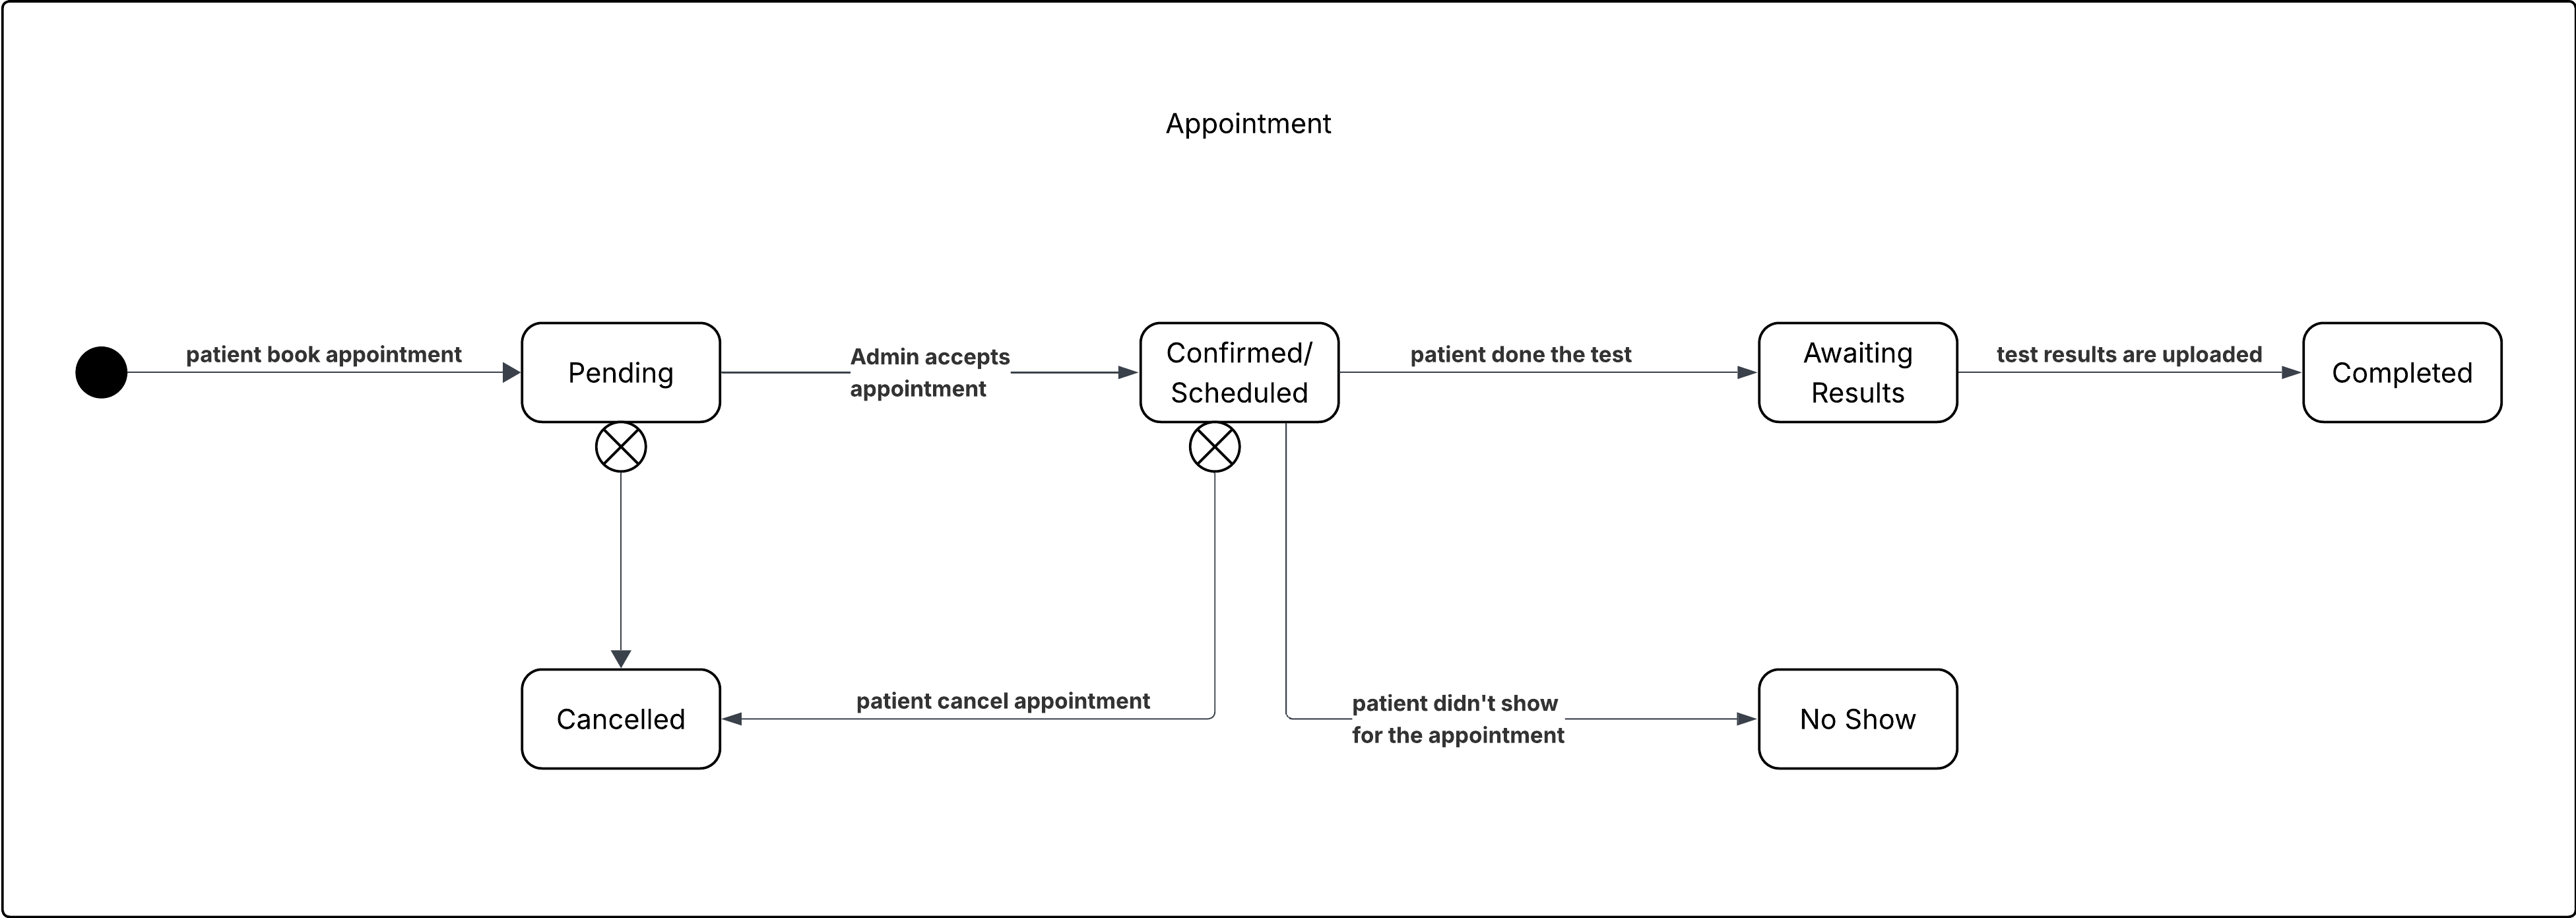 Appointment
patient book appointment
Pending
Admin accepts
appointment
Confirmed/
Scheduled
patient done the test
Awaiting
Results
test results are uploaded
Completed
Cancelled
patient cancel appointment
patient didn't show
for the appointment
No Show